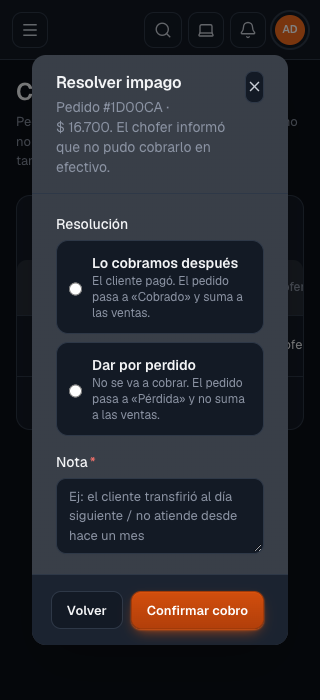 AD
Resolver impago
Pedido #1D00CA ·
$ 16.700. El chofer informó
que no pudo cobrarlo en
efectivo.
Resolución
Lo cobramos después
El cliente pagó. El pedido
pasa a «Cobrado» y suma a
las ventas.
Dar por perdido
No se va a cobrar. El pedido
pasa a «Pérdida» y no suma
a las ventas.
Nota *
Ej: el cliente transfirió al día
siguiente / no atiende desde
hace un mes
Volver
Confirmar cobro